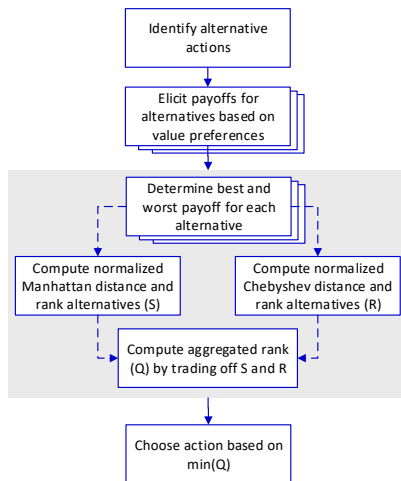 Identify alternative
actions
Elicit payoffs for
alternatives based on
value preferences
Determine best and
worst payoff for each
alternative
Compute normalized
Manhattan distance and
rank alternatives (S)
Compute normalized
Chebyshev distance and
rank alternatives (R)
Compute aggregated rank
(Q) by trading off S and R
Choose action based on
min(Q)